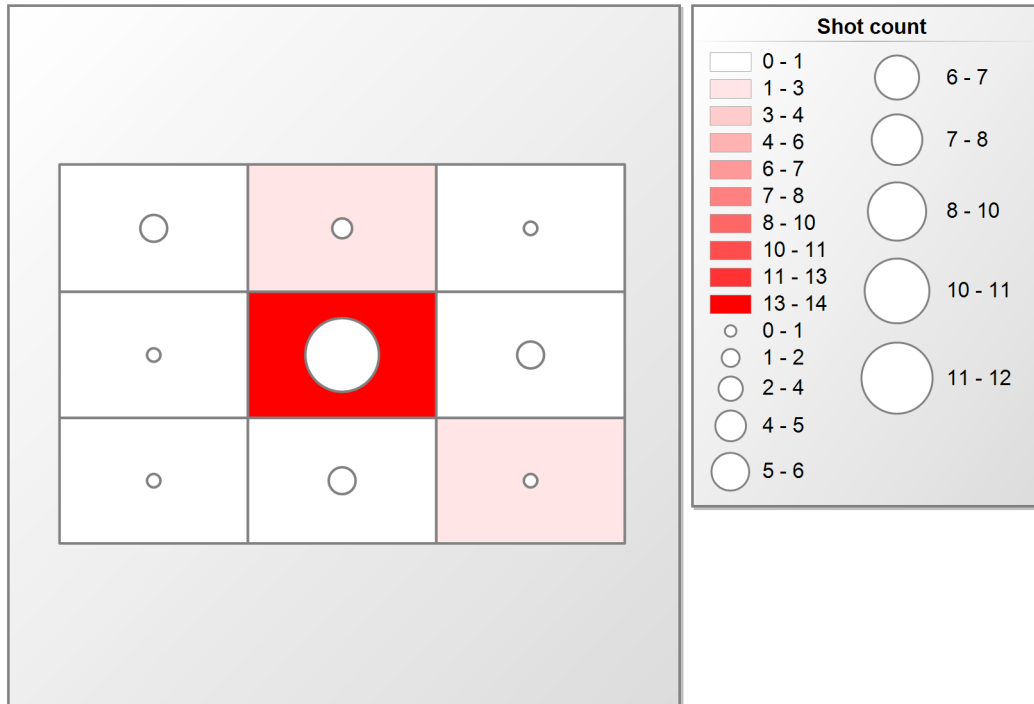 Shot count
0 - 1
1 - 3
3 - 4
4 - 6
6 - 7
7 - 8
8 - 10
10 - 11
11 - 13
13 - 14
0 - 1
1 - 2
2 - 4
4 - 5
5 - 6
6 - 7
7 - 8
8 - 10
10 - 11
11 - 12